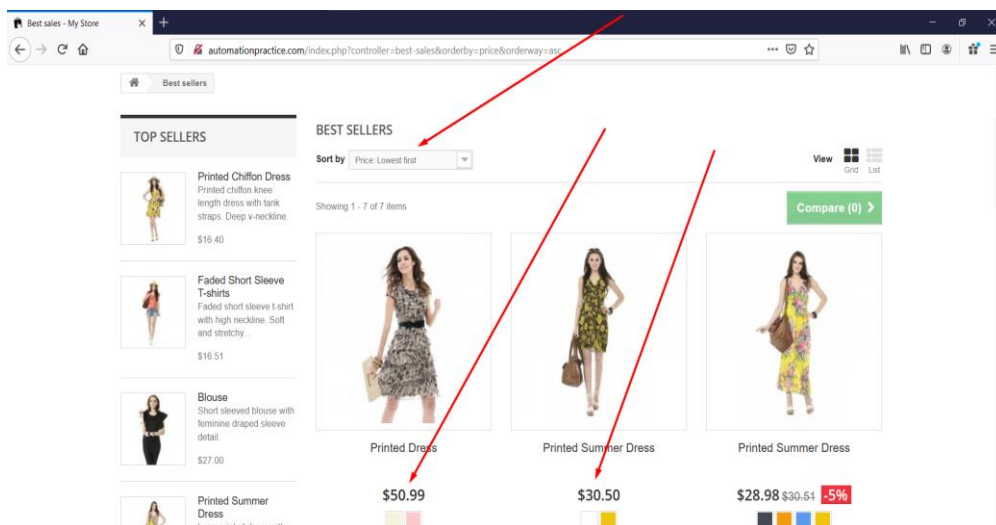 Best sales - My Store
automationpractice.com/index.php?controller=best-sales&orderby=price&orderway=asc
Best sellers
TOP SELLERS
Printed Chiffon Dress
Printed chiffon knee
length dress with tank
straps. Deep v-neckline.
$16.40
Faded Short Sleeve
T-shirts
Faded short sleeve t-shirt
with high neckline. Soft
and stretchy...
$16.51
Blouse
Short sleeved blouse with
feminine draped sleeve
detail.
$27.00
Printed Summer
Dress
BEST SELLERS
Sort by Price: Lowest first
View
Grid List
Showing 1 - 7 of 7 items
Compare (0)
Printed Dress
$50.99
Printed Summer Dress
$30.50
Printed Summer Dress
$28.98 $30.51 -5%